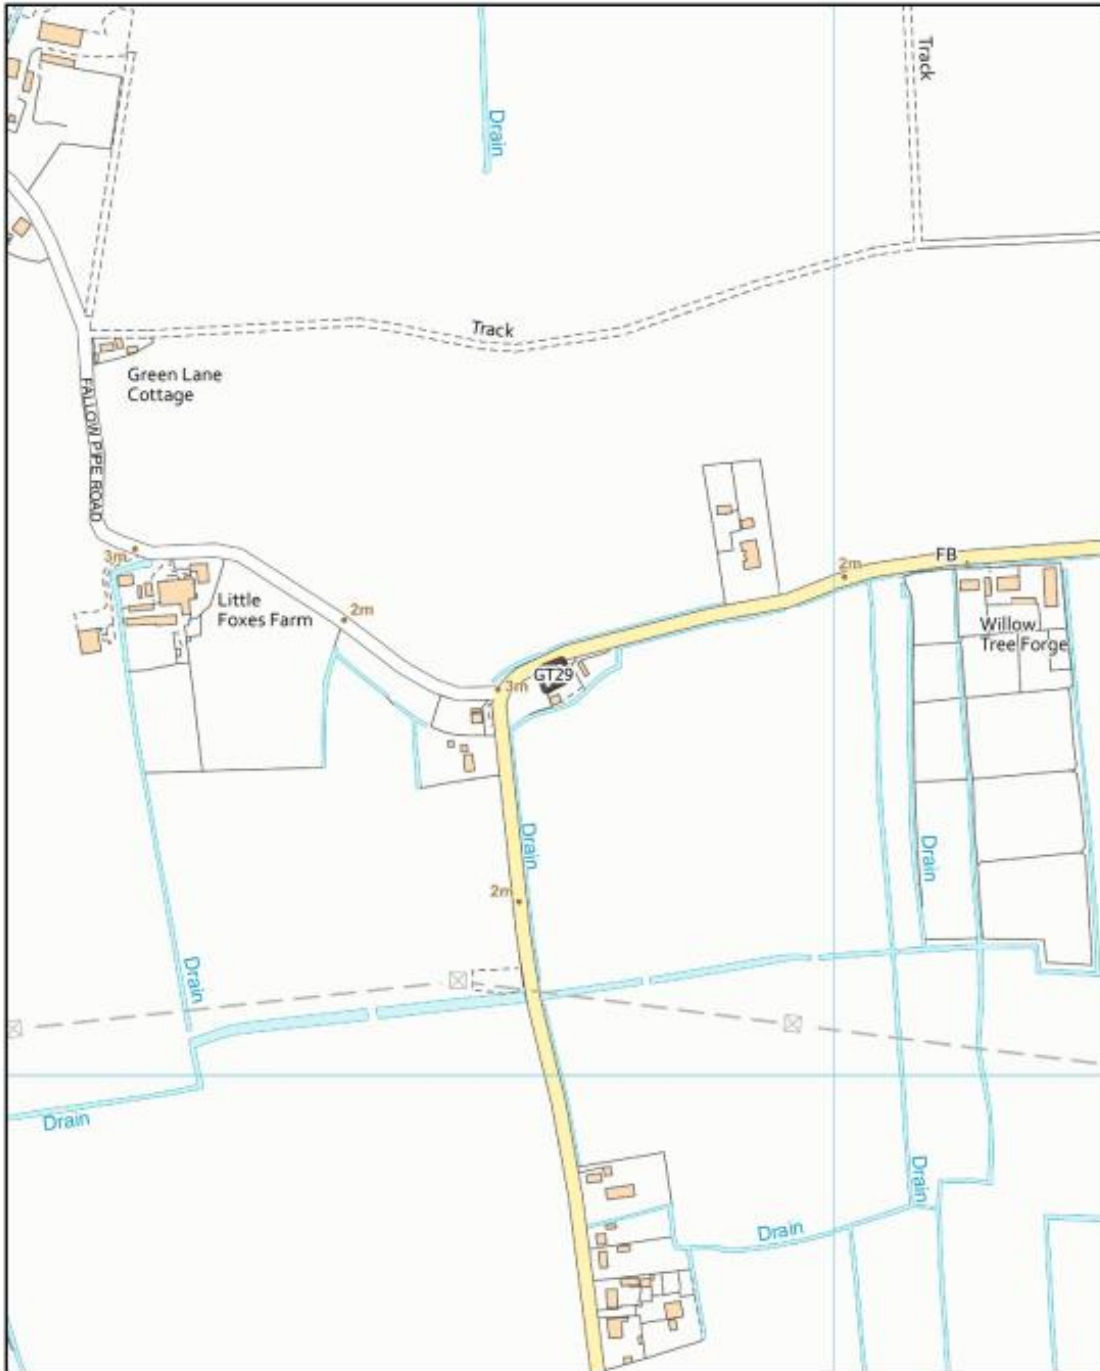 Track
Drain
Track
Green Lane
Cottage
FALLOW PIPE ROAD
3m
FB
2m
Little
Foxes Farm
2m
Willow
Tree Forge
GT29
3m
Drain
Drain
2m
Drain
Drain
Drain
Drain